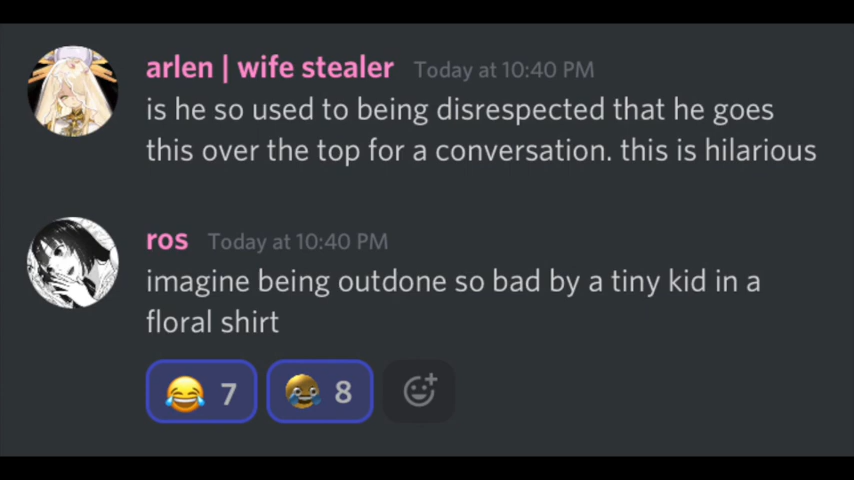 arlen | wife stealer Today at 10:40 PM
is he so used to being disrespected that he goes
this over the top for a conversation. this is hilarious
ros Today at 10:40 PM
imagine being outdone so bad by a tiny kid in a
floral shirt
7 8